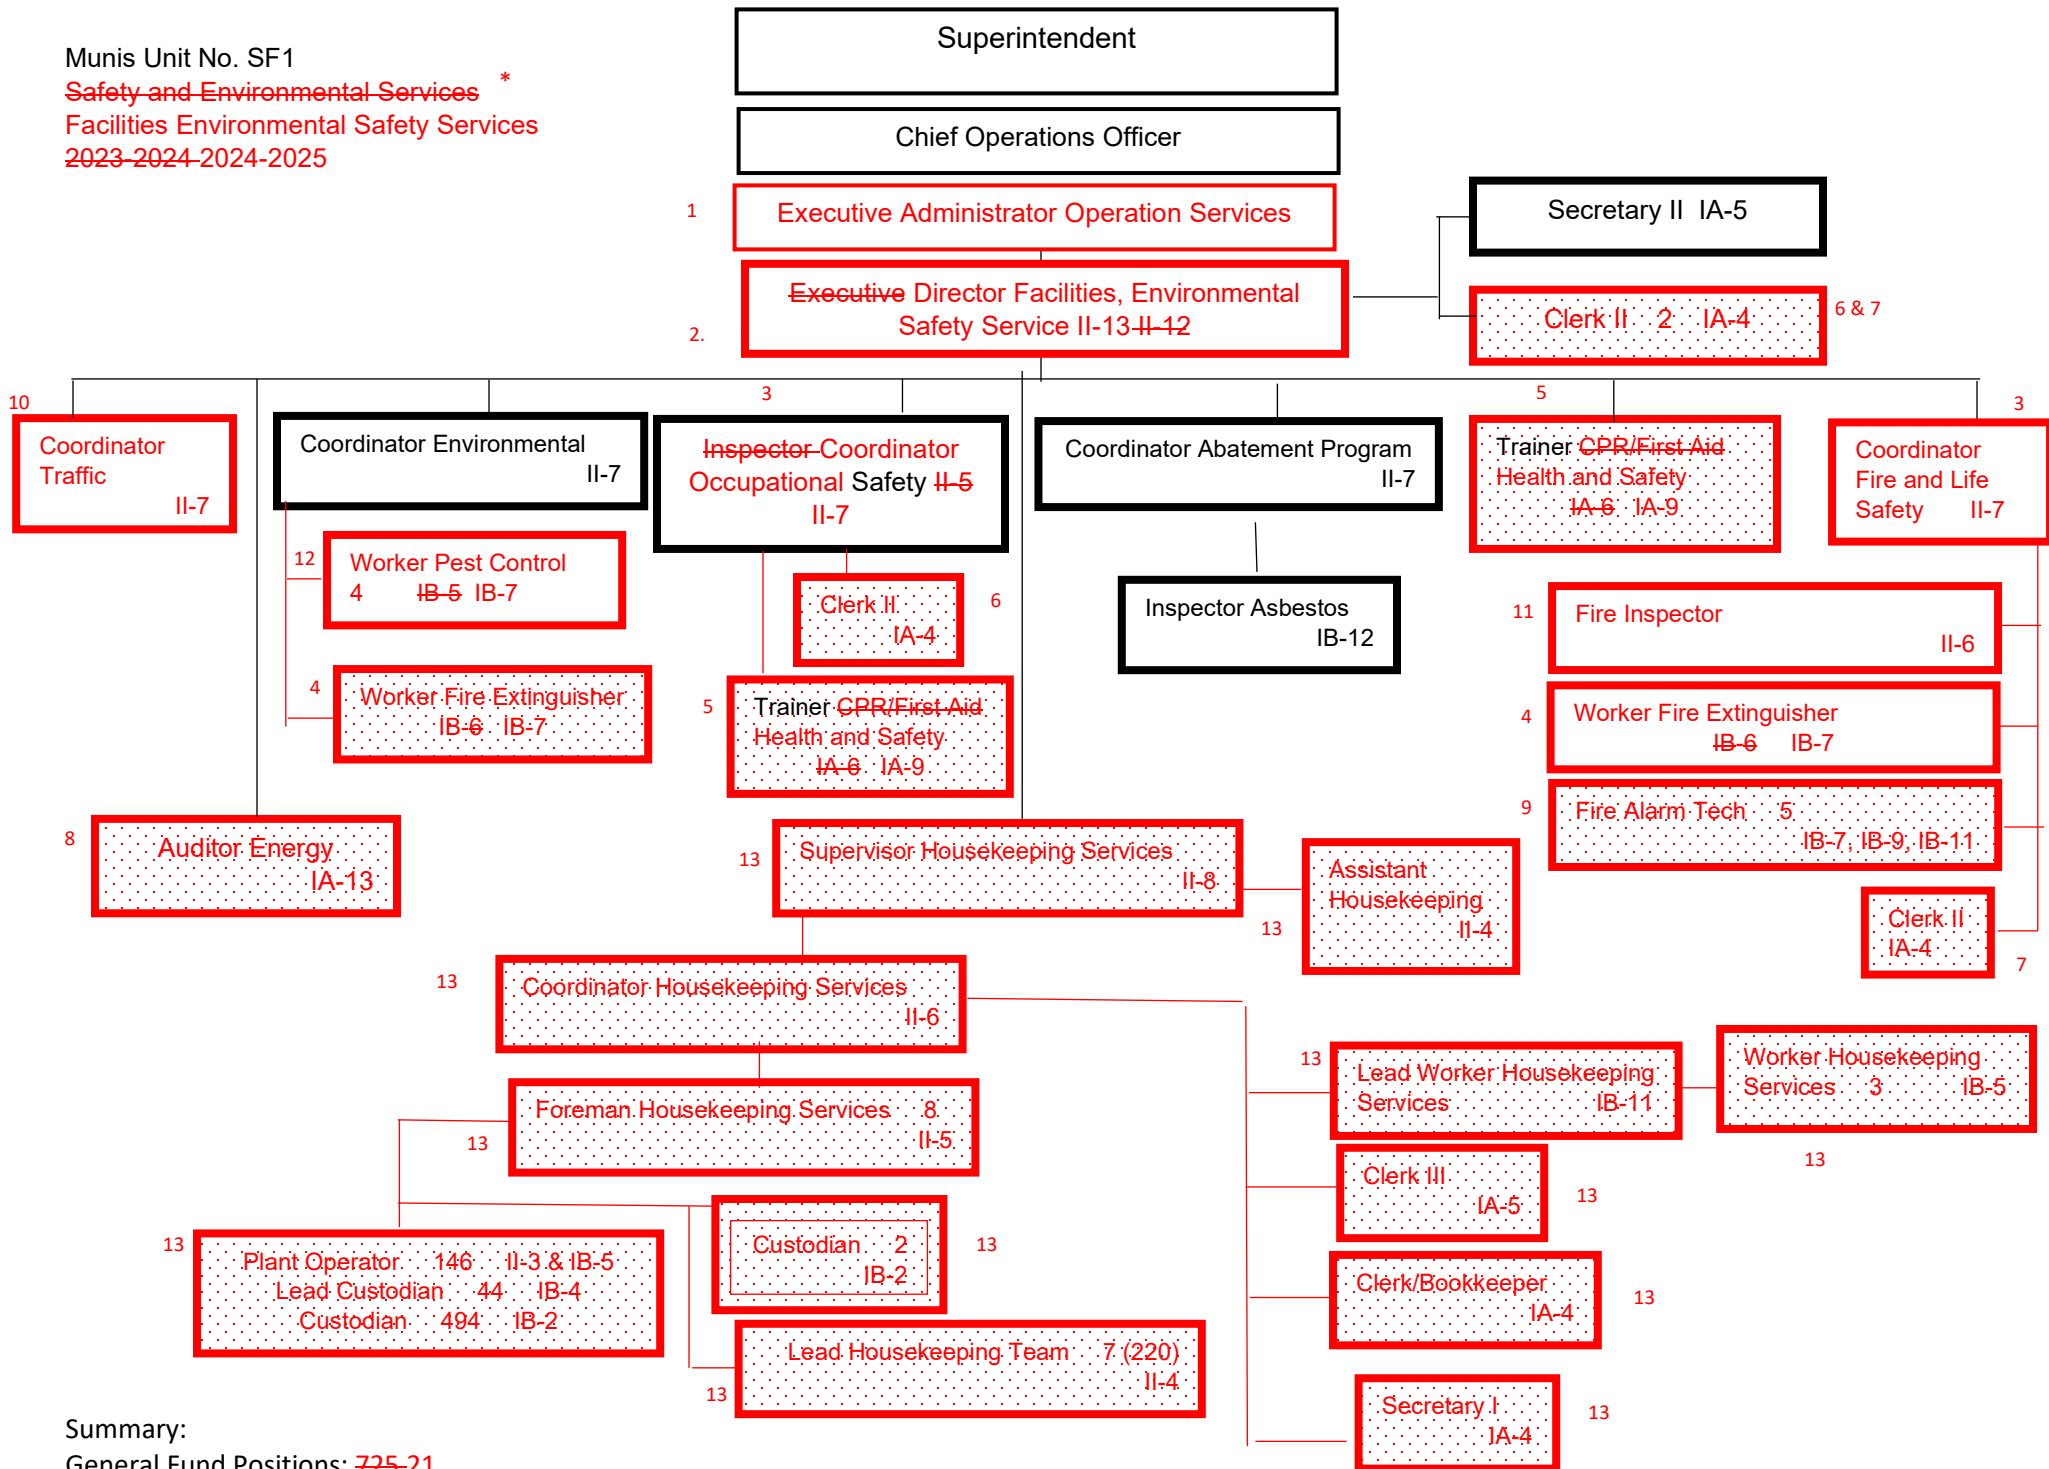 Munis Unit No. SF1
Safety and Environmental Services *
Facilities Environmental Safety Services
2023-2024 2024-2025
Superintendent
Chief Operations Officer
1
Executive Administrator Operation Services
Secretary II IA-5
2.
Executive Director Facilities, Environmental
Safety Service II-13 II-12
Clerk II 2 IA-4
6 & 7
10
Coordinator
Traffic
II-7
Coordinator Environmental
II-7
3
Inspector Coordinator
Occupational Safety II-5
II-7
Coordinator Abatement Program
II-7
5
Trainer CPR/First Aid
Health and Safety
IA-6 IA-9
3
Coordinator
Fire and Life
Safety II-7
12
Worker Pest Control
4 IB-5 IB-7
Clerk II
IA-4
6
Inspector Asbestos
IB-12
11
Fire Inspector
II-6
4
Worker Fire Extinguisher
IB-6 IB-7
5
Trainer CPR/First Aid
Health and Safety
IA-6 IA-9
4
Worker Fire Extinguisher
IB-6 IB-7
9
Fire Alarm Tech 5
IB-7, IB-9, IB-11
8
Auditor Energy
IA-13
13
Supervisor Housekeeping Services
II-8
Assistant
Housekeeping
II-4
13
Clerk II
IA-4
7
13
Coordinator Housekeeping Services
II-6
13
Lead Worker Housekeeping
Services IB-11
Worker Housekeeping
Services 3 IB-5
13
Foreman Housekeeping Services 8
II-5
13
Clerk III
IA-5
13
13
Plant Operator 146 II-3 & IB-5
Lead Custodian 44 IB-4
Custodian 494 IB-2
Custodian 2
IB-2
13
Clerk/Bookkeeper
IA-4
13
Lead Housekeeping Team 7 (220)
II-4
13
Secretary I
IA-4
13
Summary:
General Fund Positions: 725 21